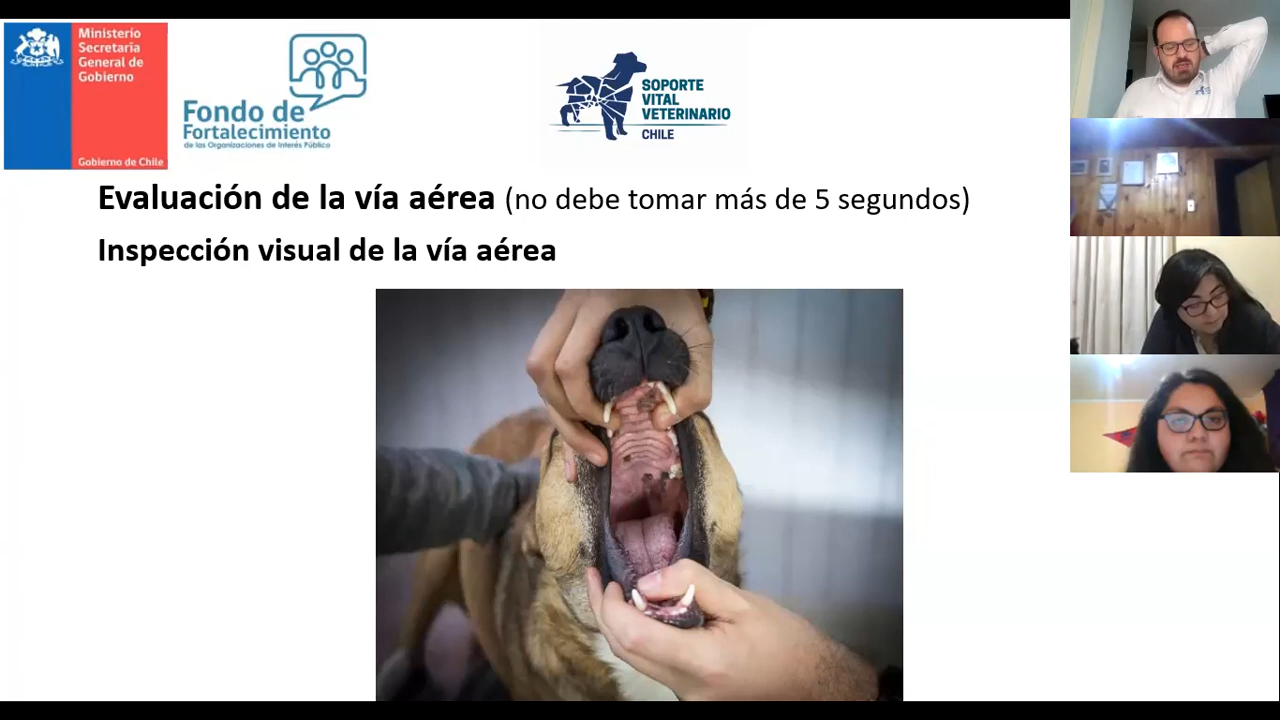 Ministerio
Secretaría
General de
Gobierno
Gobierno de Chile
Fondo de
Fortalecimiento
de las Organizaciones de Interés Público
SOPORTE
VITAL
VETERINARIO
CHILE
Evaluación de la vía aérea (no debe tomar más de 5 segundos)
Inspección visual de la vía aérea